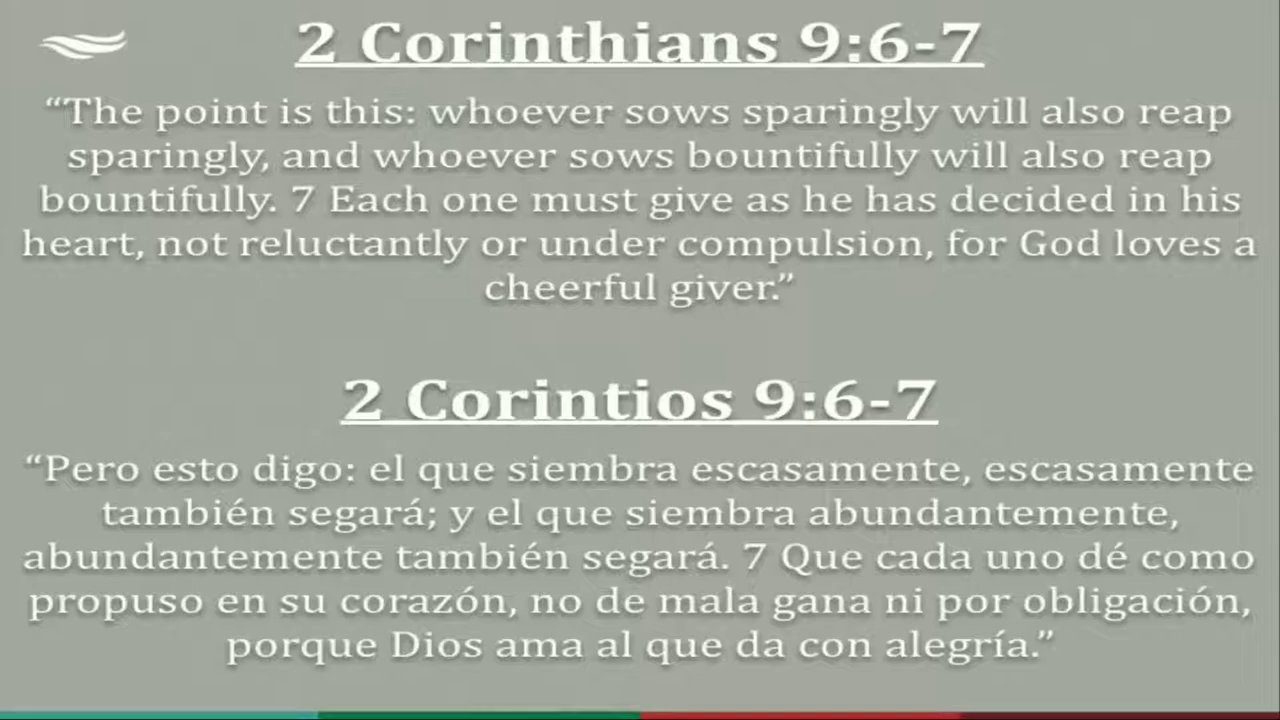 2 Corinthians 9:6-7
“The point is this: whoever sows sparingly will also reap
sparingly, and whoever sows bountifully will also reap
bountifully. 7 Each one must give as he has decided in his
heart, not reluctantly or under compulsion, for God loves a
cheerful giver.”
2 Corintios 9:6-7
“Pero esto digo: el que siembra escasamente, escasamente
también segará; y el que siembra abundantemente,
abundantemente también segará. 7 Que cada uno dé como
propuso en su corazón, no de mala gana ni por obligación,
porque Dios ama al que da con alegría.”